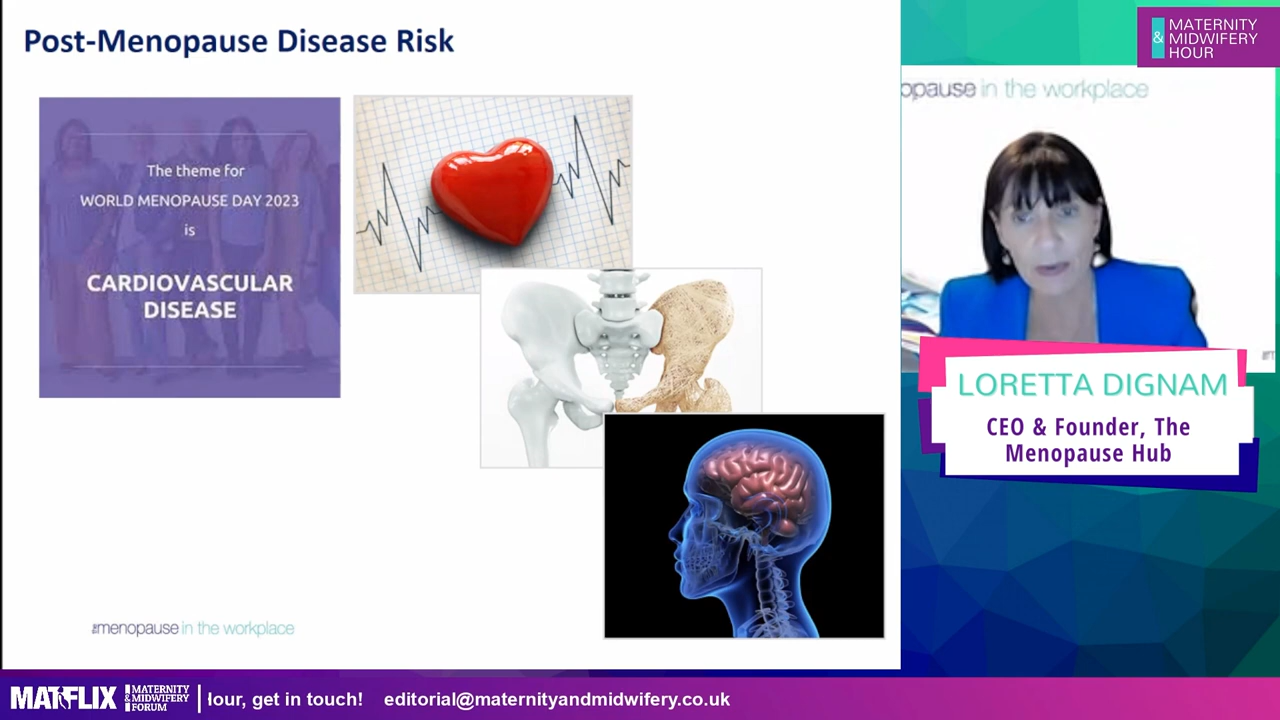 Post-Menopause Disease Risk
The theme for
WORLD MENOPAUSE DAY 2023
is
CARDIOVASCULAR
DISEASE
the menopause in the workplace
MATERNITY
& MIDWIFERY
HOUR
opause in the workplace
LORETTA DIGNAM
CEO & Founder, The
Menopause Hub
MATFLIX
MATERNITY
& MIDWIFERY
FORUM
Hour, get in touch! editorial@maternityandmidwifery.co.uk